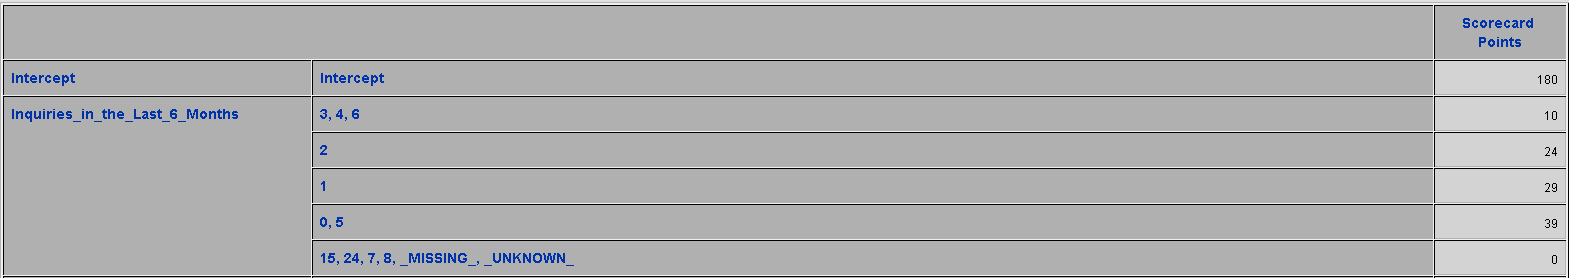 Scorecard
Points
Intercept Intercept 180
Inquiries_in_the_Last_6_Months 3, 4, 6 10
2 24
1 29
0, 5 39
15, 24, 7, 8, _MISSING_, _UNKNOWN_ 0